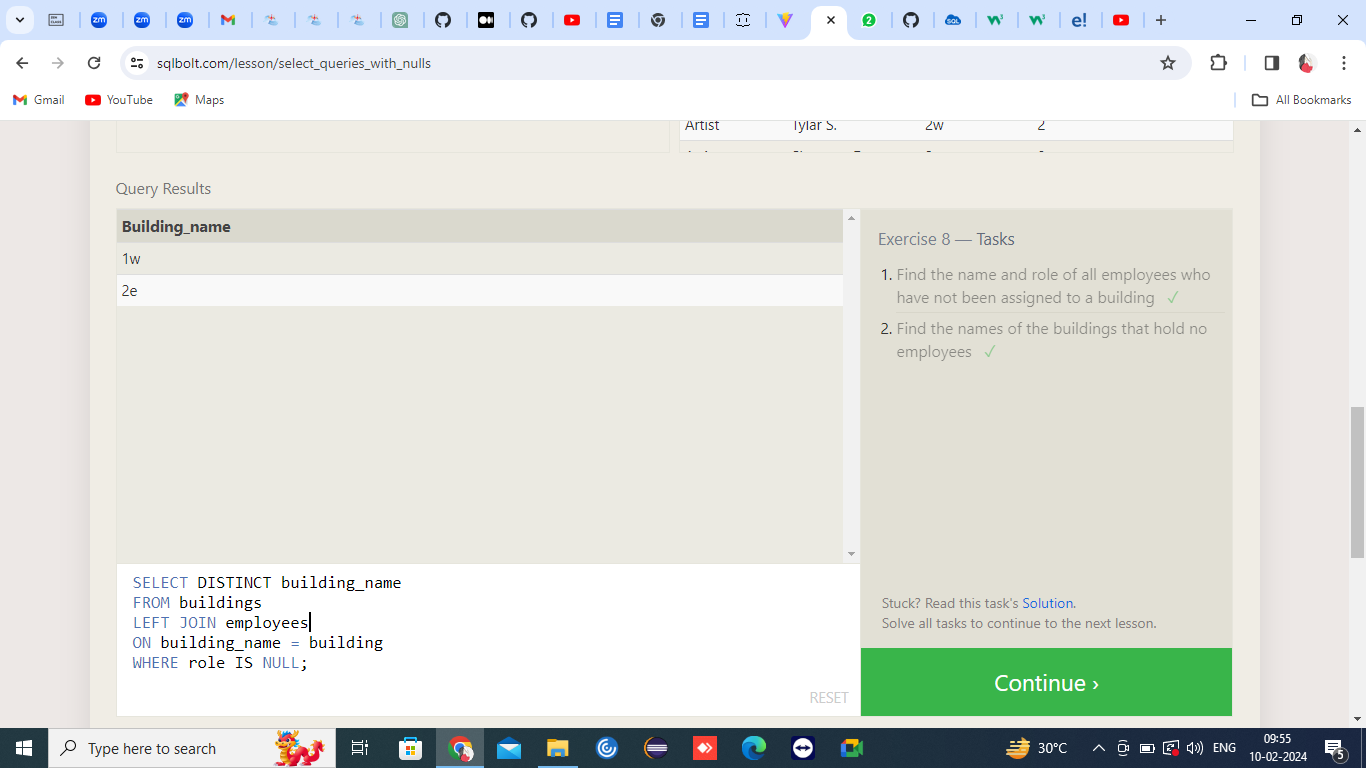 sqlbolt.com/lesson/select_queries_with_nulls
Gmail
YouTube
Maps
All Bookmarks
Artist Tylar S. 2w 2
Query Results
Building_name
1w
2e
Exercise 8 — Tasks
1. Find the name and role of all employees who
have not been assigned to a building ✓
2. Find the names of the buildings that hold no
employees ✓
SELECT DISTINCT building_name
FROM buildings
LEFT JOIN employees
ON building_name = building
WHERE role IS NULL;
RESET
Stuck? Read this task's Solution.
Solve all tasks to continue to the next lesson.
Continue ›
Type here to search
30°C
ENG
09:55
10-02-2024
5